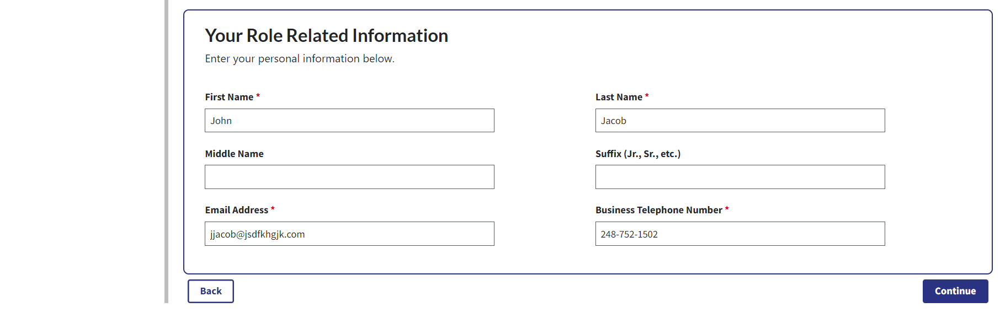 Your Role Related Information
Enter your personal information below.
First Name *
Last Name *
John
Jacob
Middle Name
Suffix (Jr., Sr., etc.)
Email Address *
Business Telephone Number *
jjacob@jsdfkhgjk.com
248-752-1502
Back
Continue